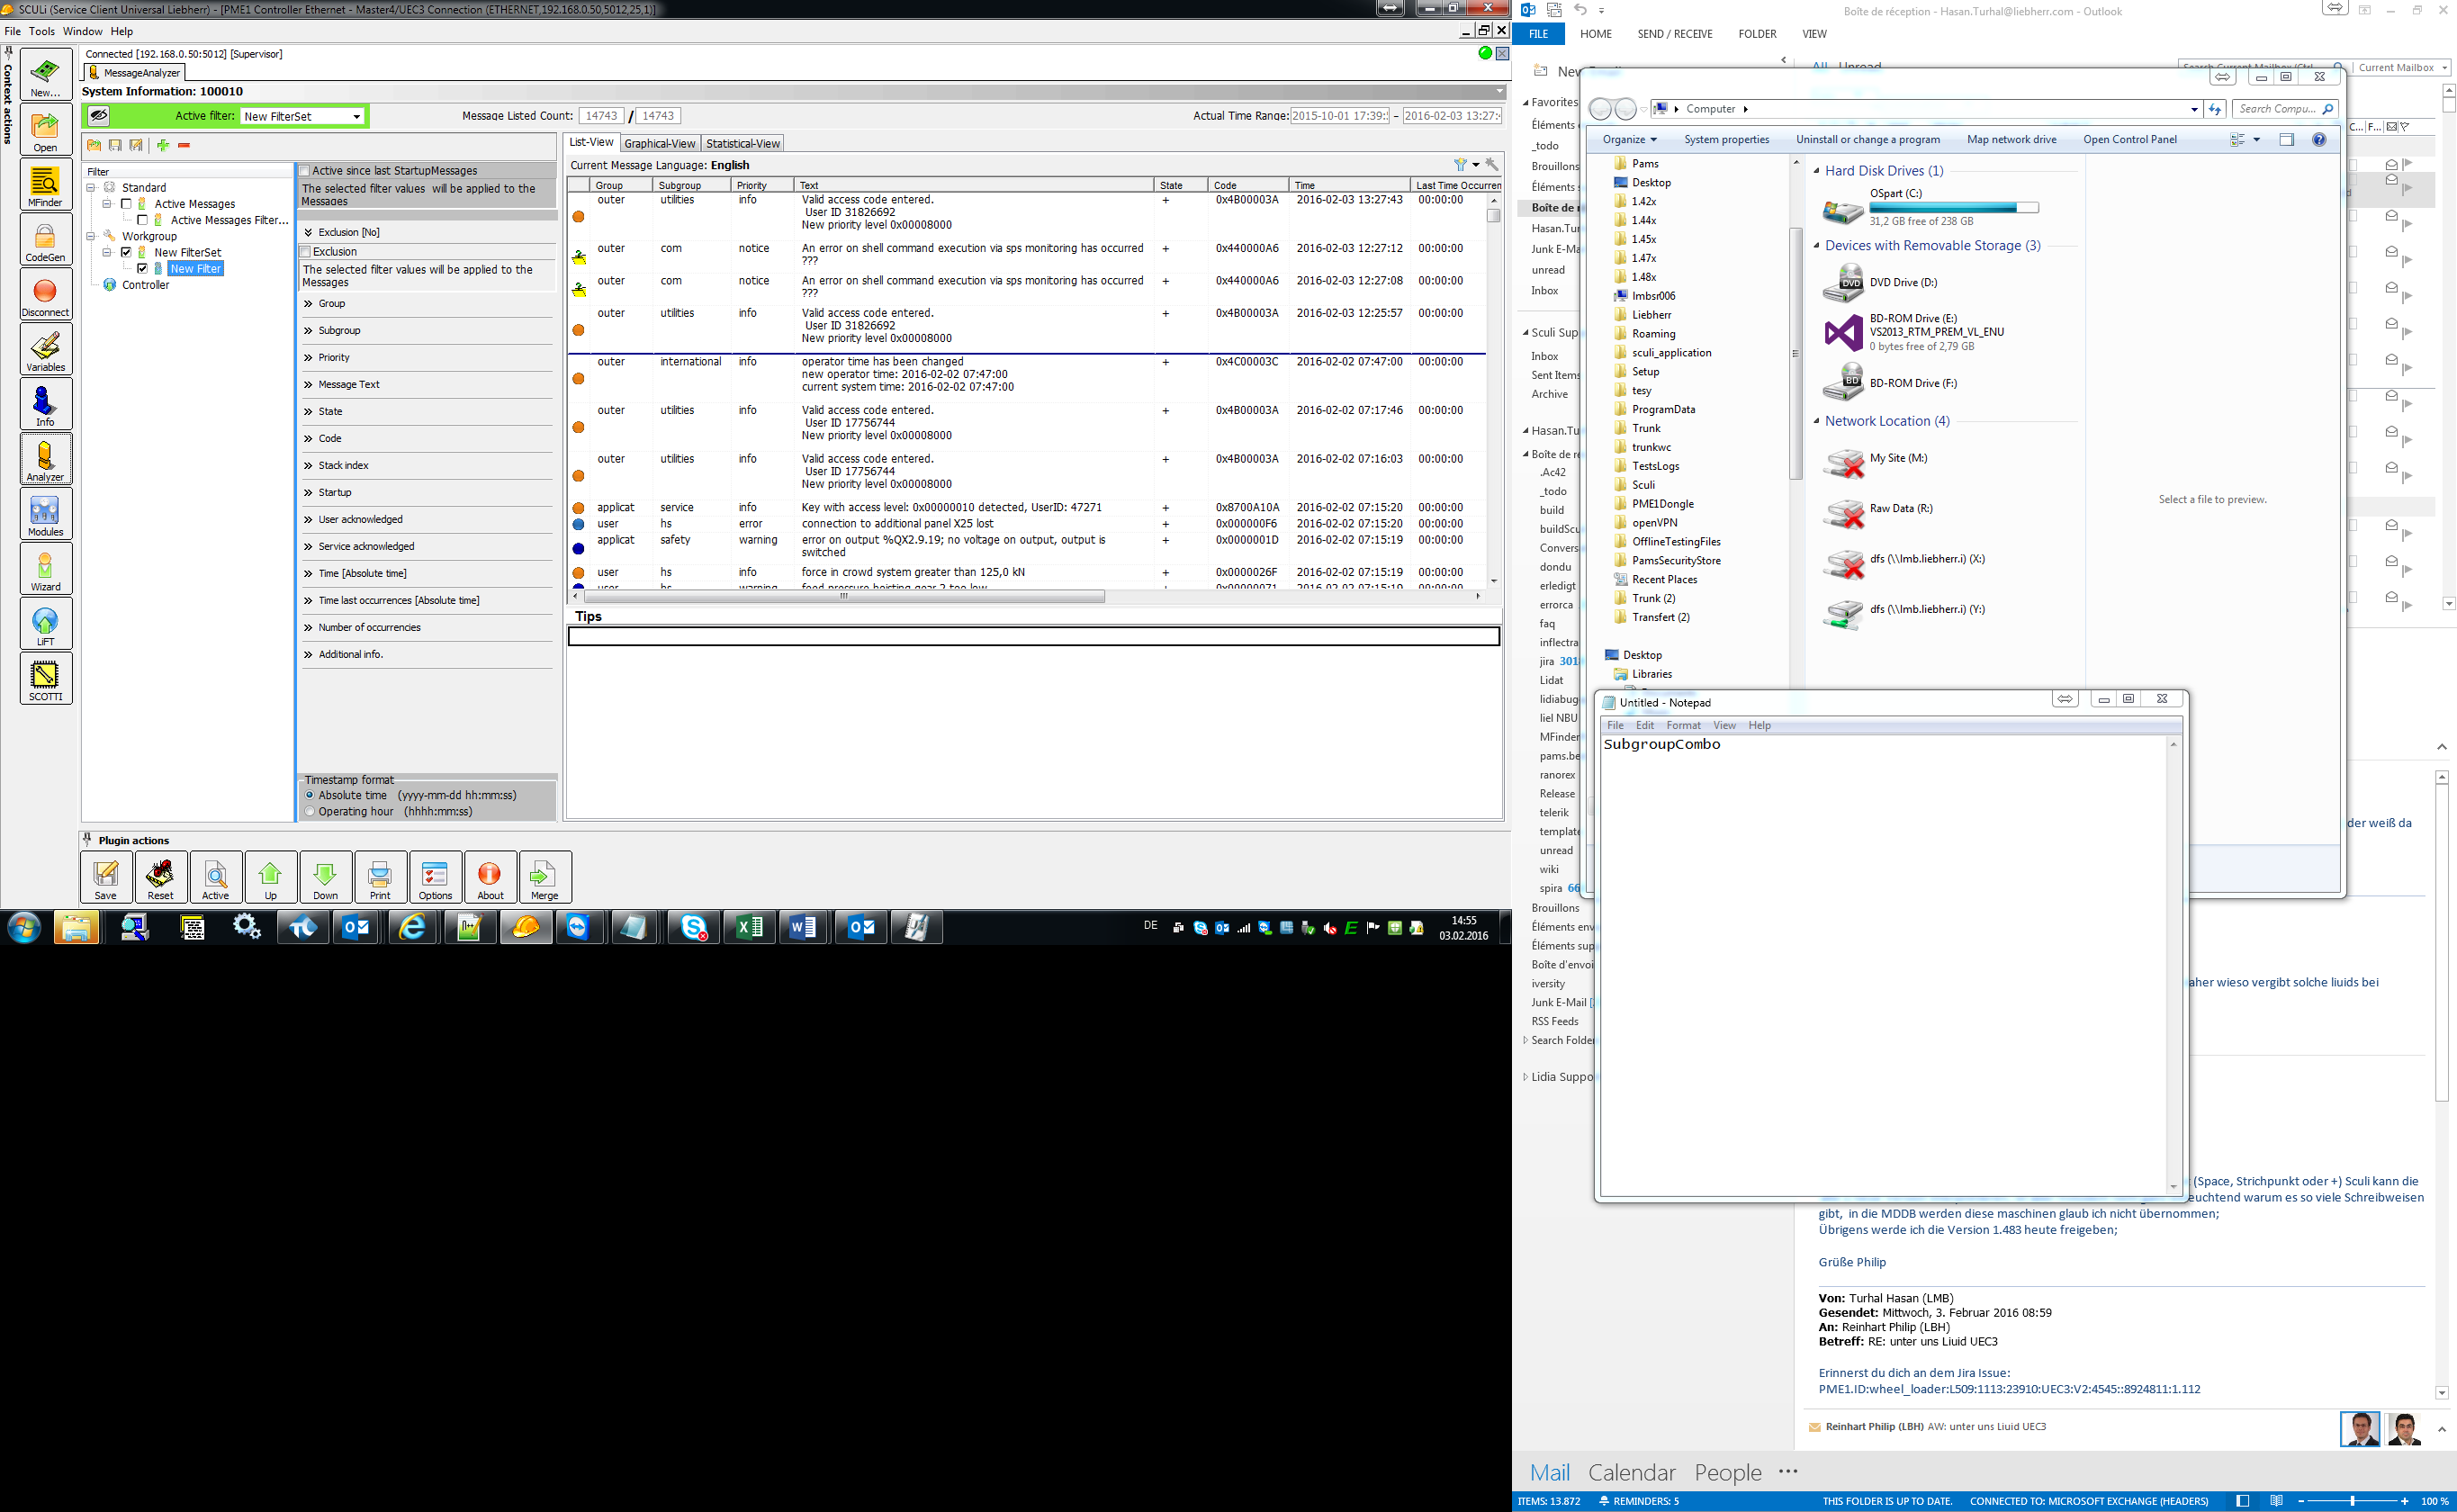 SCULi (Service Client Universal Liebherr) - [PME1 Controller Ethernet - Master4/UEC3 Connection (ETHERNET,192.168.0.50,5012,25,1)]
File Tools Window Help
Context actions
Connected [192.168.0.50:5012] [Supervisor]
MessageAnalyzer
System Information: 100010
Active filter: New FilterSet
Message Listed Count: 14743 / 14743
Actual Time Range: 2015-10-01 17:39: - 2016-02-03 13:27:
New...
Open
MFinder
CodeGen
Disconnect
Variables
Info
Analyzer
Modules
Wizard
LiFT
SCOTTI
Filter
Standard
Active Messages
Active Messages Filter...
Workgroup
New FilterSet
New Filter
Controller
Active since last StartupMessages
The selected filter values will be applied to the Messages
Exclusion [No]
Exclusion
The selected filter values will be applied to the Messages
Group
Subgroup
Priority
Message Text
State
Code
Stack index
Startup
User acknowledged
Service acknowledged
Time [Absolute time]
Time last occurrences [Absolute time]
Number of occurrencies
Additional info.
Timestamp format
Absolute time (yyyy-mm-dd hh:mm:ss)
Operating hour (hhhh:mm:ss)
List-View Graphical-View Statistical-View
Current Message Language: English
Group Subgroup Priority Text State Code Time Last Time Occurren
outer utilities info Valid access code entered. + 0x4B00003A 2016-02-03 13:27:43 00:00:00
User ID 31826692
New priority level 0x00008000
outer com notice An error on shell command execution via sps monitoring has occurred + 0x440000A6 2016-02-03 13:27:12 00:00:00
???
outer com notice An error on shell command execution via sps monitoring has occurred + 0x440000A6 2016-02-03 13:27:08 00:00:00
???
outer utilities info Valid access code entered. + 0x4B00003A 2016-02-03 12:25:57 00:00:00
User ID 31826692
New priority level 0x00008000
outer international info operator time has been changed + 0x4C00003C 2016-02-02 07:47:00 00:00:00
new operator time: 2016-02-02 07:47:00
current system time: 2016-02-02 07:47:00
outer utilities info Valid access code entered. + 0x4B00003A 2016-02-02 07:17:46 00:00:00
User ID 17756744
New priority level 0x00008000
outer utilities info Valid access code entered. + 0x4B00003A 2016-02-02 07:16:03 00:00:00
User ID 17756744
New priority level 0x00008000
applicat service info Key with access level: 0x00000010 detected, UserID: 47271 + 0x8700A10A 2016-02-02 07:15:20 00:00:00
user hs error connection to additional panel X25 lost + 0x000000F6 2016-02-02 07:15:20 00:00:00
applicat safety warning error on output %QX2.9.19; no voltage on output, output is + 0x0000001D 2016-02-02 07:15:19 00:00:00
switched
user hs info force in crowd system greater than 125,0 kN + 0x0000026F 2016-02-02 07:15:19 00:00:00
Tips
Plugin actions
Save Reset Active Up Down Print Options About Merge
DE
14:55
03.02.2016
Boîte de réception - Hasan.Turhal@liebherr.com - Outlook
FILE HOME SEND / RECEIVE FOLDER VIEW
New
All Unread
Current Mailbox
Favorites
Éléments
_todo
Brouillons
Éléments s
Boîte de r
Hasan.Tur
Junk E-Ma
unread
Inbox
Sculi Sup
Inbox
Sent Items
Archive
Hasan.Tu
Boîte de ré
.Ac42
_todo
build
buildScu
Convers
dondu
erledigt
errorca
faq
inflectra
jira 301
Lidat
lidiabug
liel NBU
MFinder
pams.be
ranorex
Release
telerik
template
unread
wiki
spira 66
Brouillons
Éléments env
Éléments sup
Boîte d'envoi
iversity
Junk E-Mail
RSS Feeds
Search Folde
Lidia Suppo
Computer
Search Compu...
Organize System properties Uninstall or change a program Map network drive Open Control Panel
Pams
Desktop
1.42x
1.44x
1.45x
1.47x
1.48x
lmbsr006
Liebherr
Roaming
sculi_application
Setup
tesy
ProgramData
Trunk
trunkwc
TestsLogs
Sculi
PME1Dongle
openVPN
OfflineTestingFiles
PamsSecurityStore
Recent Places
Trunk (2)
Transfert (2)
Desktop
Libraries
Hard Disk Drives (1)
OSpart (C:)
31,2 GB free of 238 GB
Devices with Removable Storage (3)
DVD Drive (D:)
BD-ROM Drive (E:)
VS2013_RTM_PREM_VL_ENU
0 bytes free of 2,79 GB
BD-ROM Drive (F:)
Network Location (4)
My Site (M:)
Raw Data (R:)
dfs (\\lmb.liebherr.i) (X:)
dfs (\\lmb.liebherr.i) (Y:)
Select a file to preview.
Untitled - Notepad
File Edit Format View Help
SubgroupCombo
der weiß da
aher wieso vergibt solche liuids bei
(Space, Strichpunkt oder +) Sculi kann die
euchtend warum es so viele Schreibweisen
gibt, in die MDDB werden diese maschinen glaub ich nicht übernommen;
Übrigens werde ich die Version 1.483 heute freigeben;
Grüße Philip
Von: Turhal Hasan (LMB)
Gesendet: Mittwoch, 3. Februar 2016 08:59
An: Reinhart Philip (LBH)
Betreff: RE: unter uns Liuid UEC3
Erinnerst du dich an dem Jira Issue:
PME1.ID:wheel_loader:L509:1113:23910:UEC3:V2:4545::8924811:1.112
Reinhart Philip (LBH) AW: unter uns Liuid UEC3
Mail Calendar People •••
ITEMS: 13.872 REMINDERS: 5 THIS FOLDER IS UP TO DATE. CONNECTED TO: MICROSOFT EXCHANGE (HEADERS) 100 %